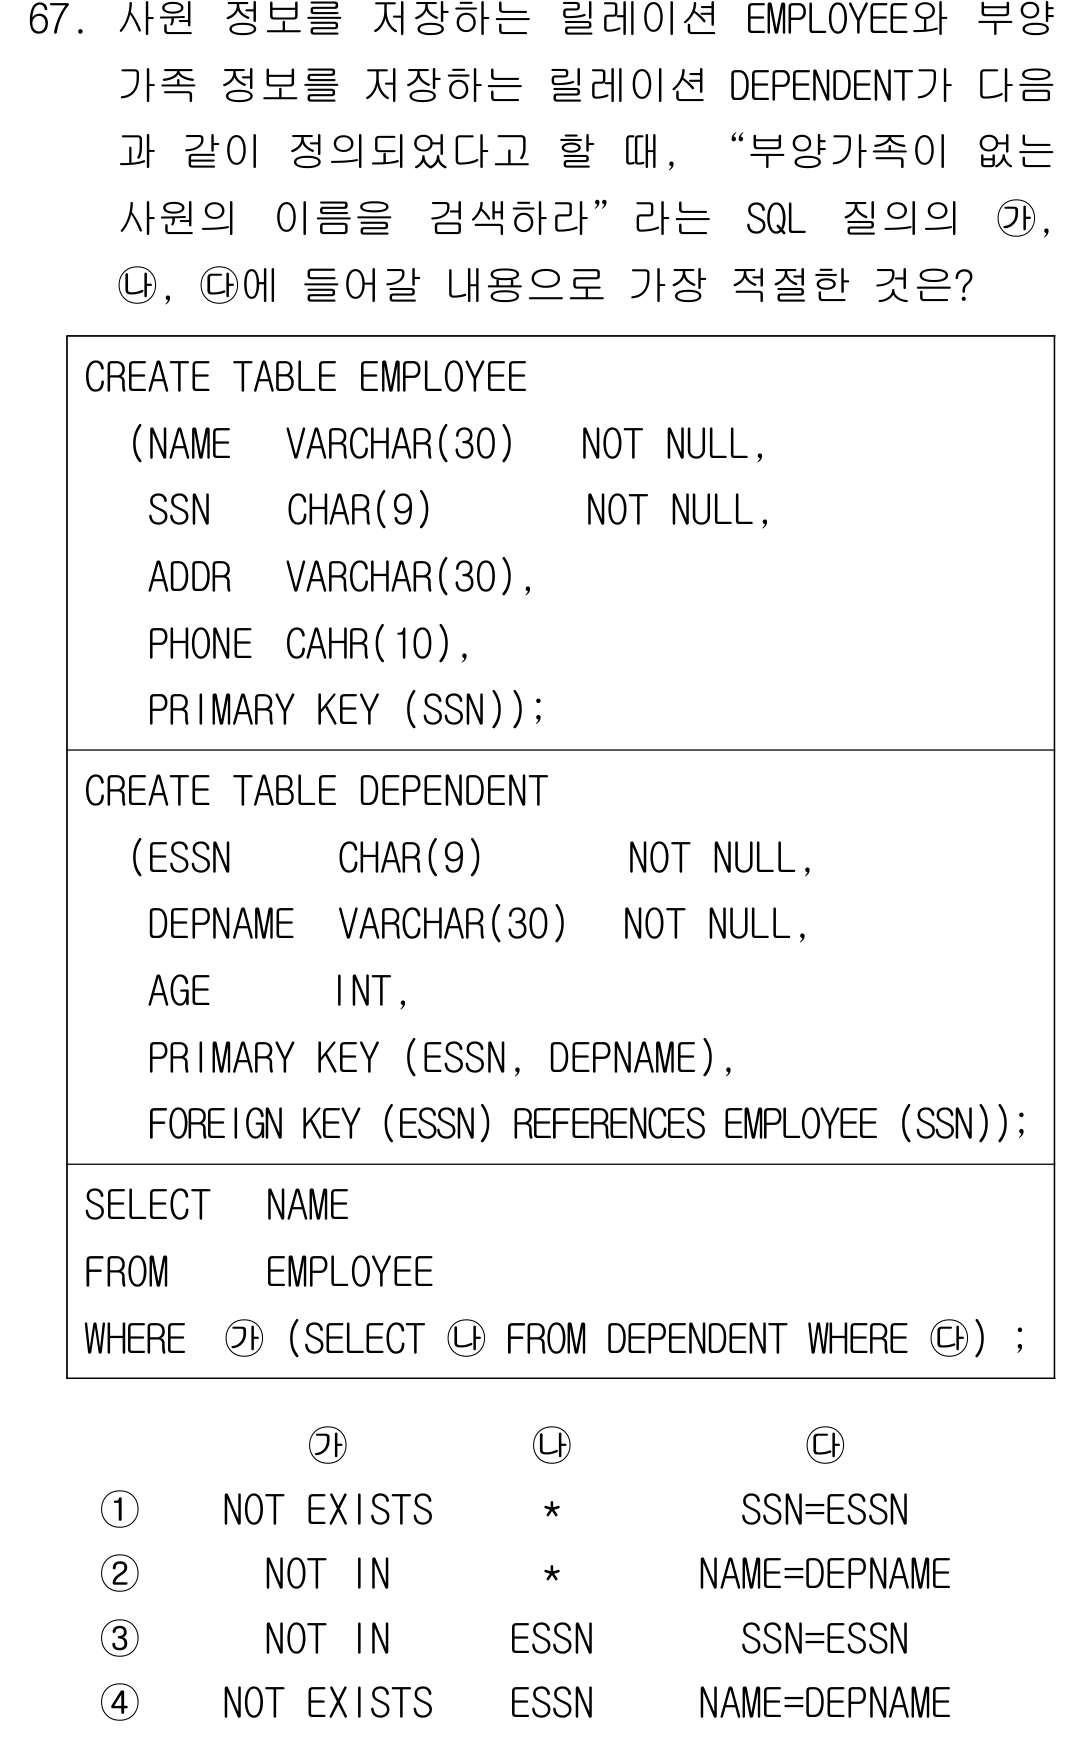 67. 사원 정보를 저장하는 릴레이션 EMPLOYEE와 부양
가족 정보를 저장하는 릴레이션 DEPENDENT가 다음
과 같이 정의되었다고 할 때, “부양가족이 없는
사원의 이름을 검색하라” 라는 SQL 질의의 ㉮,
㉯, ㉰에 들어갈 내용으로 가장 적절한 것은?
CREATE TABLE EMPLOYEE
(NAME VARCHAR(30) NOT NULL,
SSN CHAR(9) NOT NULL,
ADDR VARCHAR(30),
PHONE CAHR(10),
PRIMARY KEY (SSN));
CREATE TABLE DEPENDENT
(ESSN CHAR(9) NOT NULL,
DEPNAME VARCHAR(30) NOT NULL,
AGE INT,
PRIMARY KEY (ESSN, DEPNAME),
FOREIGN KEY (ESSN) REFERENCES EMPLOYEE (SSN));
SELECT NAME
FROM EMPLOYEE
WHERE ㉮ (SELECT ㉯ FROM DEPENDENT WHERE ㉰) ;
㉮ ㉯ ㉰
① NOT EXISTS * SSN=ESSN
② NOT IN * NAME=DEPNAME
③ NOT IN ESSN SSN=ESSN
④ NOT EXISTS ESSN NAME=DEPNAME